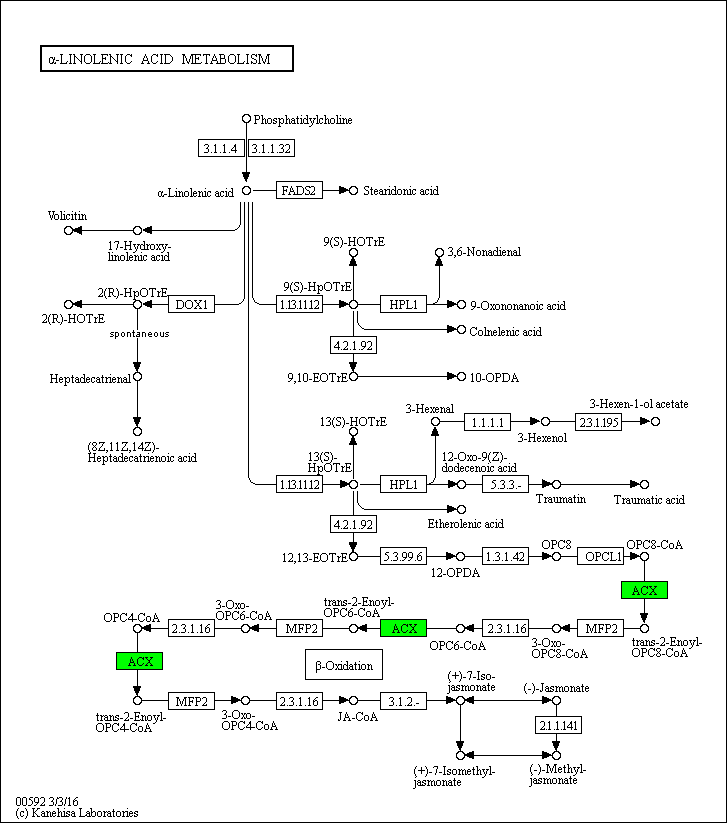 α-LINOLENIC ACID METABOLISM
Phosphatidylcholine
3.1.1.4
3.1.1.32
α-Linolenic acid
FADS2
Stearidonic acid
Volicitin
17-Hydroxy-
linolenic acid
9(S)-HOTrE
3,6-Nonadienal
2(R)-HpOTrE
DOX1
2(R)-HOTrE
9(S)-HpOTrE
1.13.11.12
HPL1
9-Oxononanoic acid
spontaneous
Colnelenic acid
4.2.1.92
Heptadecatrienal
9,10-EOTrE
10-OPDA
(8Z,11Z,14Z)-
Heptadecatrienoic acid
13(S)-HOTrE
3-Hexenal
1.1.1.1
3-Hexenol
2.3.1.195
3-Hexen-1-ol acetate
13(S)-
HpOTrE
1.13.11.12
HPL1
12-Oxo-9(Z)-
dodecenoic acid
5.3.3.-
Traumatin
Traumatic acid
Etherolenic acid
4.2.1.92
12,13-EOTrE
5.3.99.6
12-OPDA
1.3.1.42
OPC8
OPCL1
OPC8-CoA
ACX
OPC4-CoA
2.3.1.16
3-Oxo-
OPC6-CoA
MFP2
trans-2-Enoyl-
OPC6-CoA
ACX
OPC6-CoA
2.3.1.16
3-Oxo-
OPC8-CoA
MFP2
trans-2-Enoyl-
OPC8-CoA
ACX
β-Oxidation
trans-2-Enoyl-
OPC4-CoA
MFP2
3-Oxo-
OPC4-CoA
2.3.1.16
JA-CoA
3.1.2.-
(+)-7-Iso-
jasmonate
(-)-Jasmonate
2.1.1.141
(+)-7-Isomethyl-
jasmonate
(-)-Methyl-
jasmonate
00592 3/3/16
(c) Kanehisa Laboratories